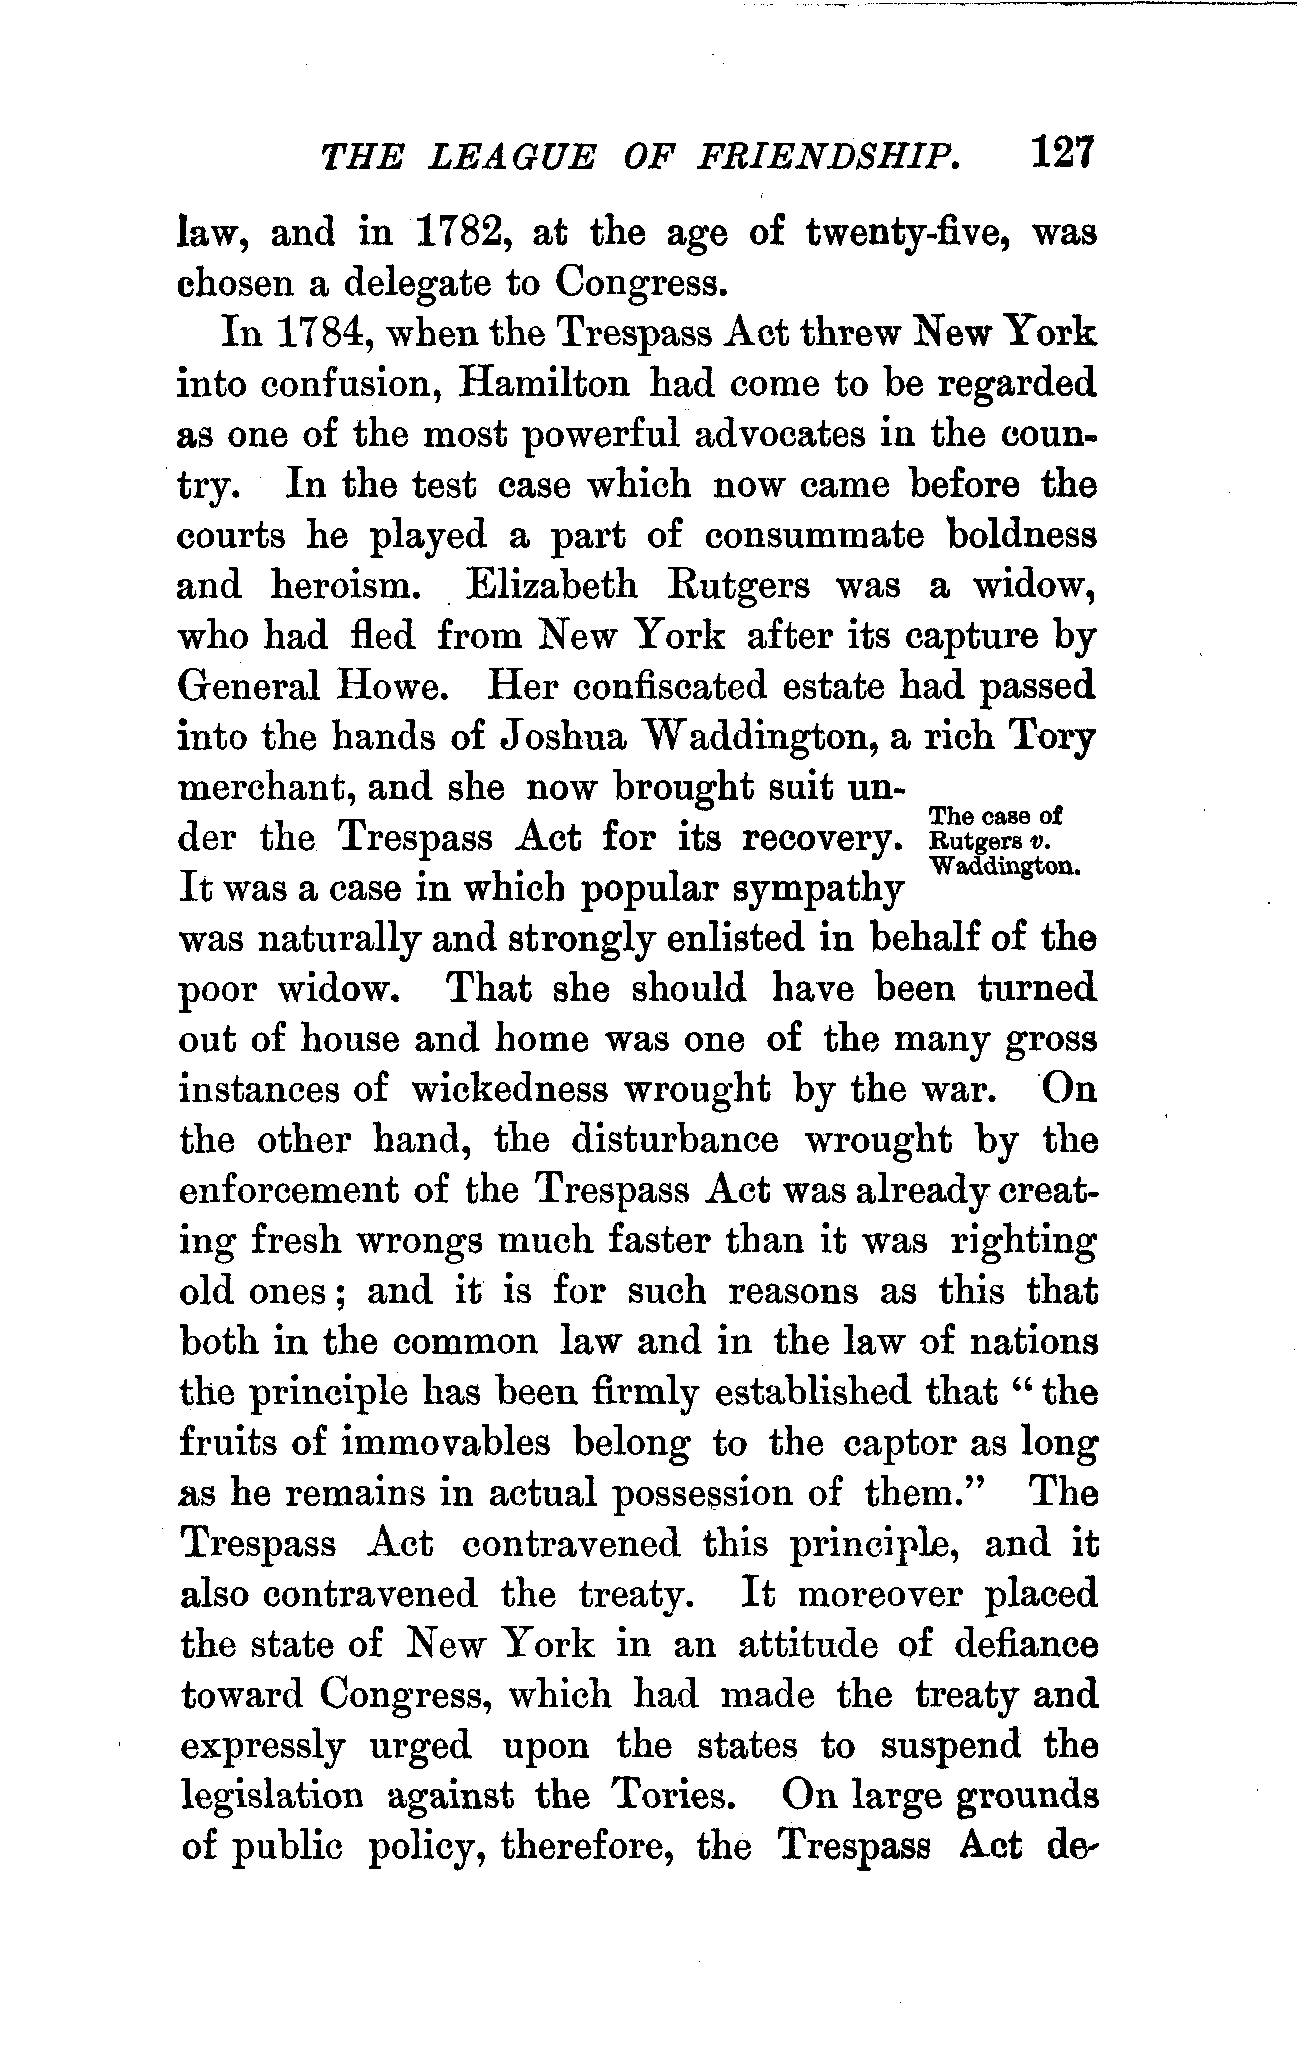 THE LEAGUE OF FRIENDSHIP. 127
law, and in 1782, at the age of twenty-five, was
chosen a delegate to Congress.
In 1784, when the Trespass Act threw New York
into confusion, Hamilton had come to be regarded
as one of the most powerful advocates in the coun-
try. In the test case which now came before the
courts he played a part of consummate boldness
and heroism. Elizabeth Rutgers was a widow,
who had fled from New York after its capture by
General Howe. Her confiscated estate had passed
into the hands of Joshua Waddington, a rich Tory
merchant, and she now brought suit un-
der the Trespass Act for its recovery.
It was a case in which popular sympathy
The case of
Rutgers v.
Waddington.
was naturally and strongly enlisted in behalf of the
poor widow. That she should have been turned
out of house and home was one of the many gross
instances of wickedness wrought by the war. On
the other hand, the disturbance wrought by the
enforcement of the Trespass Act was already creat-
ing fresh wrongs much faster than it was righting
old ones; and it is for such reasons as this that
both in the common law and in the law of nations
the principle has been firmly established that "the
fruits of immovables belong to the captor as long
as he remains in actual possession of them." The
Trespass Act contravened this principle, and it
also contravened the treaty. It moreover placed
the state of New York in an attitude of defiance
toward Congress, which had made the treaty and
expressly urged upon the states to suspend the
legislation against the Tories. On large grounds
of public policy, therefore, the Trespass Act de-